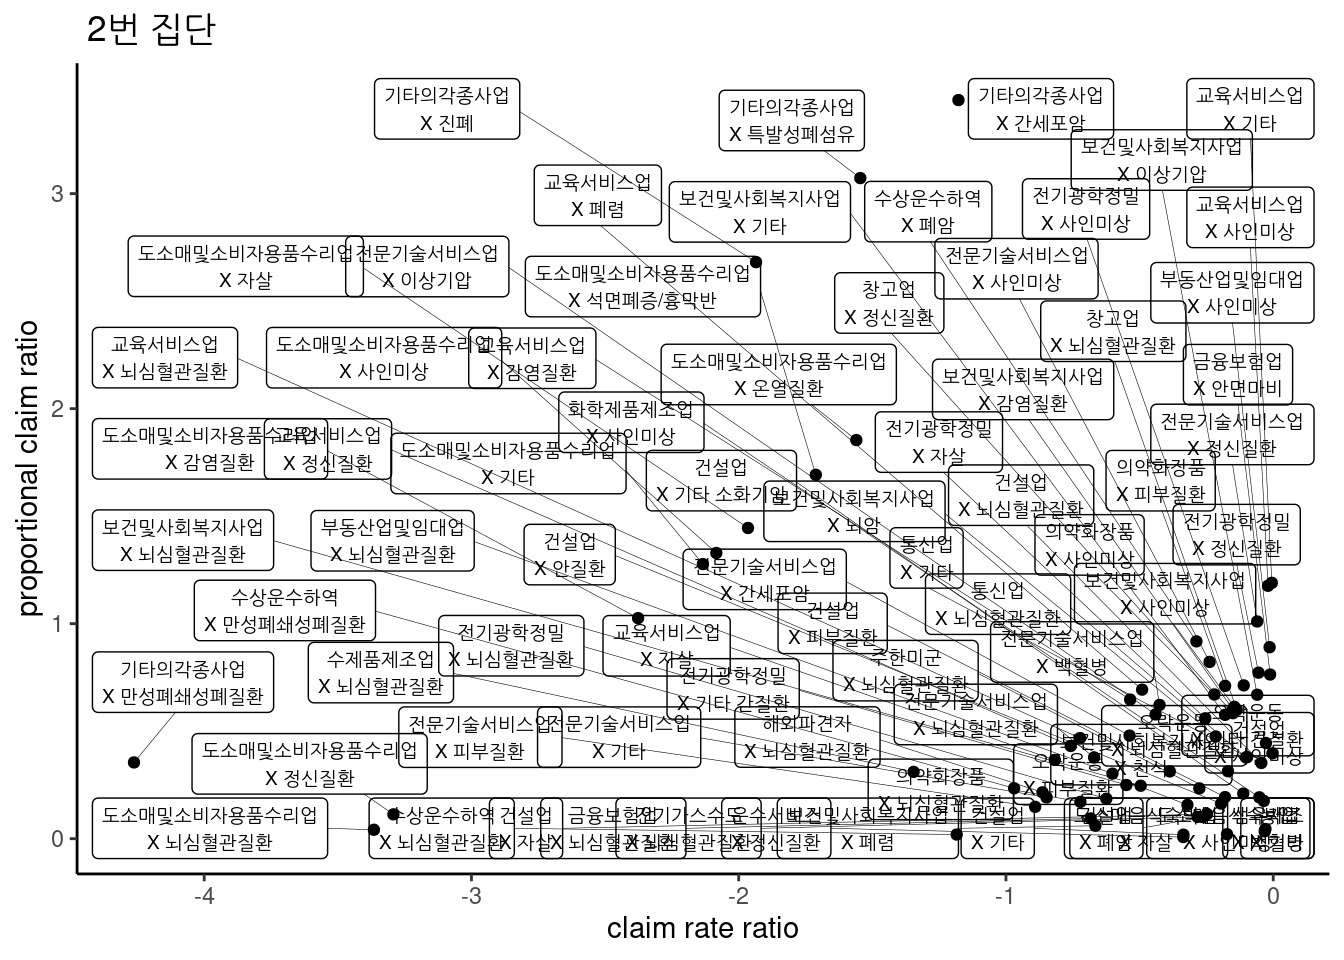 2번 집단
기타의각종사업
X 진폐
기타의각종사업
X 특발성폐섬유
기타의각종사업
X 간세포암
교육서비스업
X 기타
보건및사회복지사업
X 이상기압
교육서비스업
X 폐렴
보건및사회복지사업
X 기타
수상운수하역
X 폐암
전기광학정밀
X 사인미상
교육서비스업
X 사인미상
도소매및소비자용품수리업
X 자살
전문기술서비스업
X 이상기압
도소매및소비자용품수리업
X 석면폐증/흉막반
전문기술서비스업
X 사인미상
창고업
X 정신질환
부동산업및임대업
X 사인미상
창고업
X 뇌심혈관질환
교육서비스업
X 뇌심혈관질환
도소매및소비자용품수리업
X 사인미상
교육서비스업
X 감염질환
도소매및소비자용품수리업
X 온열질환
보건및사회복지사업
X 감염질환
금융보험업
X 안면마비
화학제품제조업
X 사인미상
전기광학정밀
X 자살
전문기술서비스업
X 정신질환
도소매및소비자용품수리업
X 감염질환
교육서비스업
X 정신질환
도소매및소비자용품수리업
X 기타
건설업
X 기타 소화기암
보건및사회복지사업
X 뇌암
건설업
X 뇌심혈관질환
의약화장품
X 피부질환
보건및사회복지사업
X 뇌심혈관질환
부동산업및임대업
X 뇌심혈관질환
건설업
X 안질환
통신업
X 기타
의약화장품
X 사인미상
전기광학정밀
X 정신질환
전문기술서비스업
X 간세포암
통신업
X 뇌심혈관질환
보건및사회복지사업
X 사인미상
수상운수하역
X 만성폐쇄성폐질환
건설업
X 피부질환
전문기술서비스업
X 백혈병
기타의각종사업
X 만성폐쇄성폐질환
수제품제조업
X 뇌심혈관질환
전기광학정밀
X 뇌심혈관질환
교육서비스업
X 자살
전기광학정밀
X 기타 간질환
주한미군
X 뇌심혈관질환
전문기술서비스업
X 피부질환
전문기술서비스업
X 기타
해외파견자
X 뇌심혈관질환
전문기술서비스업
X 뇌심혈관질환
도소매및소비자용품수리업
X 정신질환
의약화장품
X 뇌심혈관질환
도소매및소비자용품수리업
X 뇌심혈관질환
수상운수하역
X 뇌심혈관질환
건설업
X 자살
금융보험업
보건및사회복지사업
X 폐렴
건설업
X 기타
proportional claim ratio
3
2
1
0
-4
-3
-2
-1
0
claim rate ratio